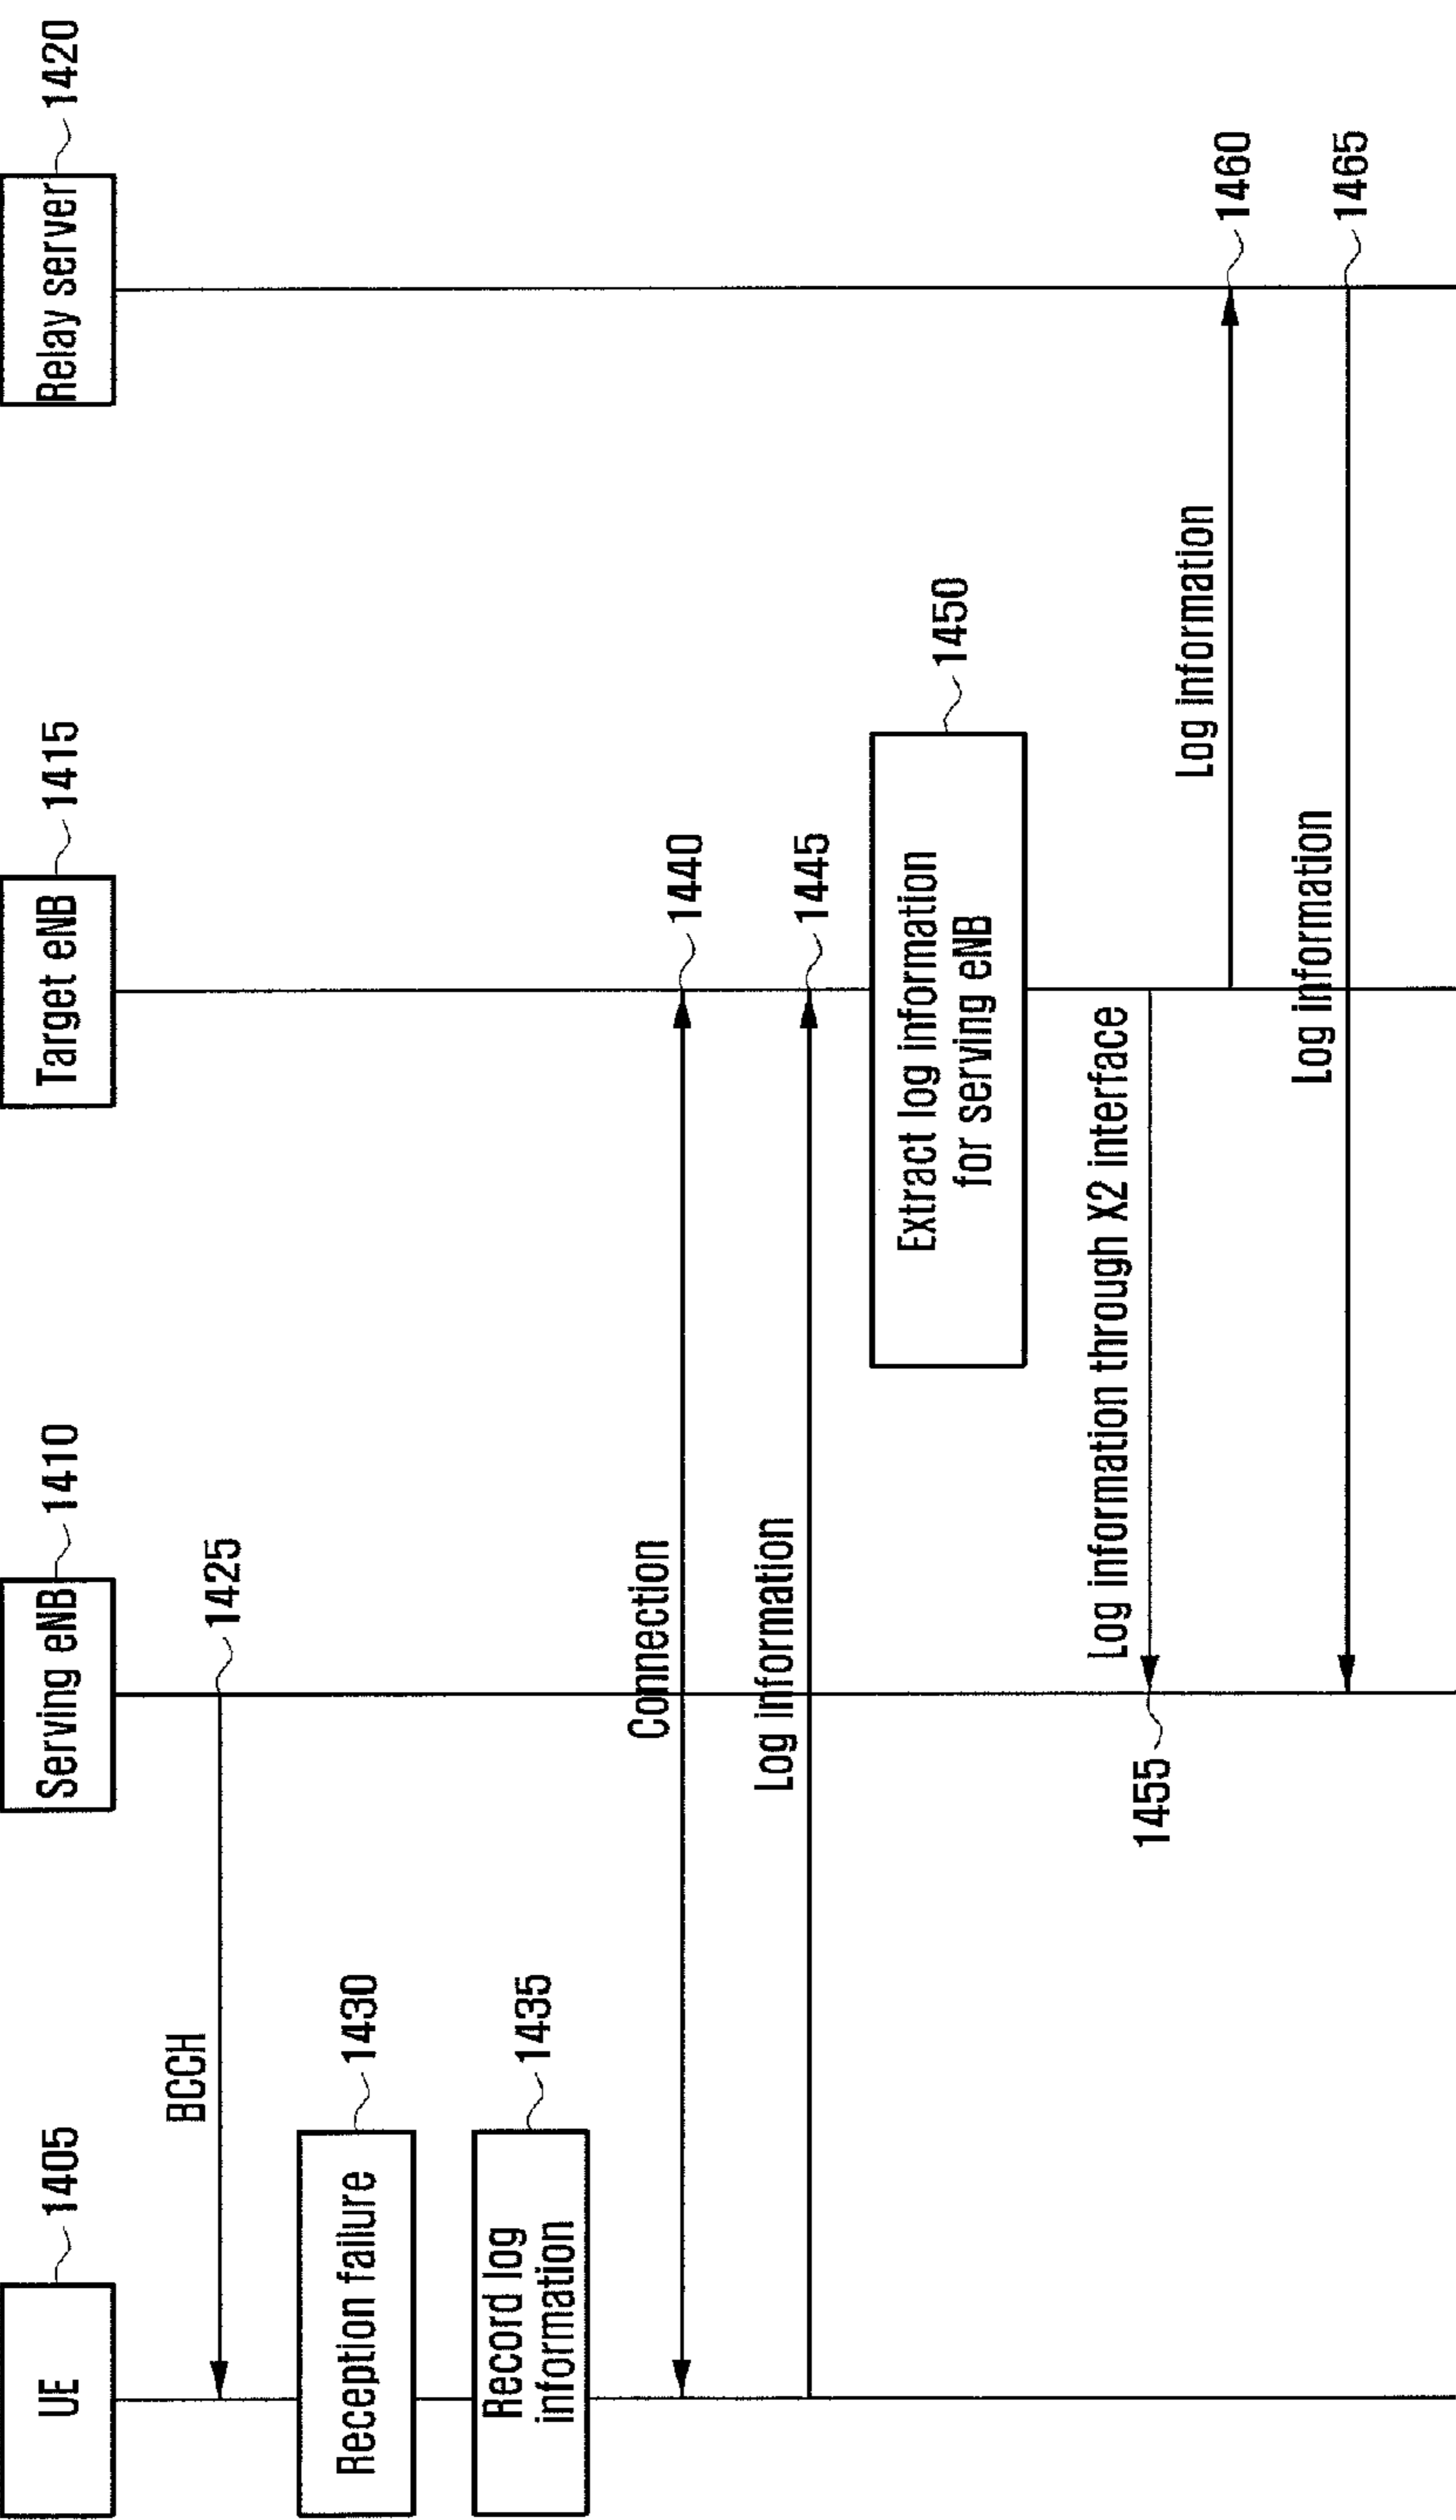 UE
1405
Serving eNB
1410
Target eNB
1415
Relay server
1420
BCCH
1425
Reception failure
1430
Record log
information
1435
Connection
1440
Log information
1445
Extract log information
for serving eNB
1450
Log information through X2 interface
1455
Log information
1460
Log information
1465